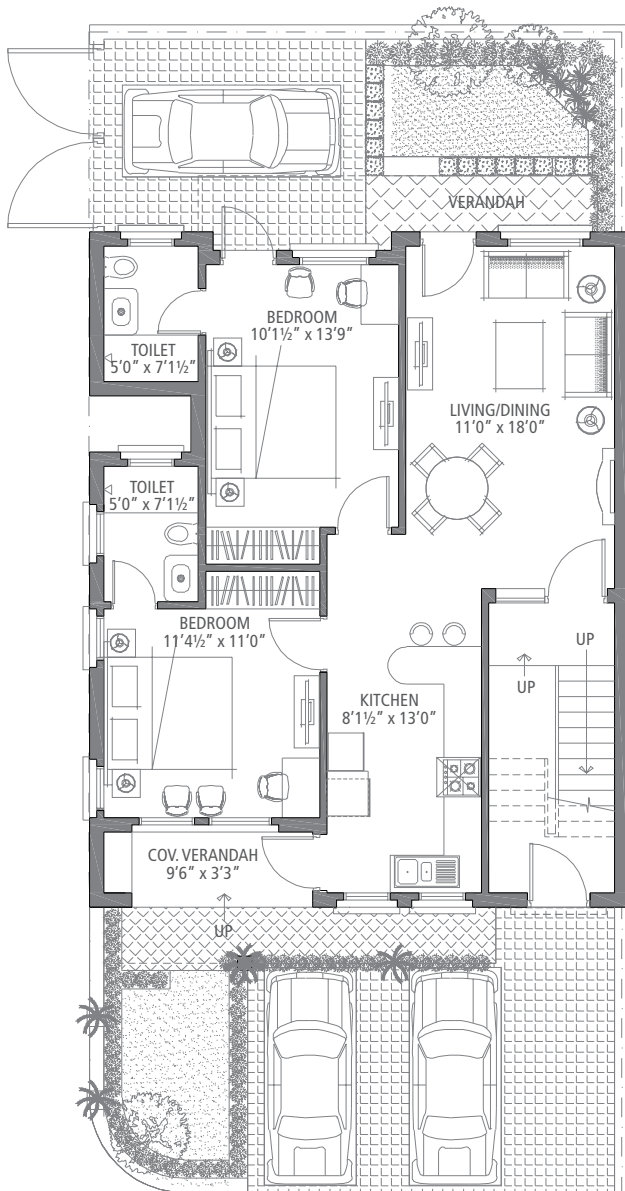 VERANDAH
BEDROOM
10'1½” x 13'9”
TOILET
5'0” x 7'1½”
LIVING/DINING
11'0” x 18'0”
TOILET
5'0” x 7'1½”
BEDROOM
11'4½” x 11'0”
UP
UP
KITCHEN
8'1½” x 13'0”
COV. VERANDAH
9'6” x 3'3”
UP